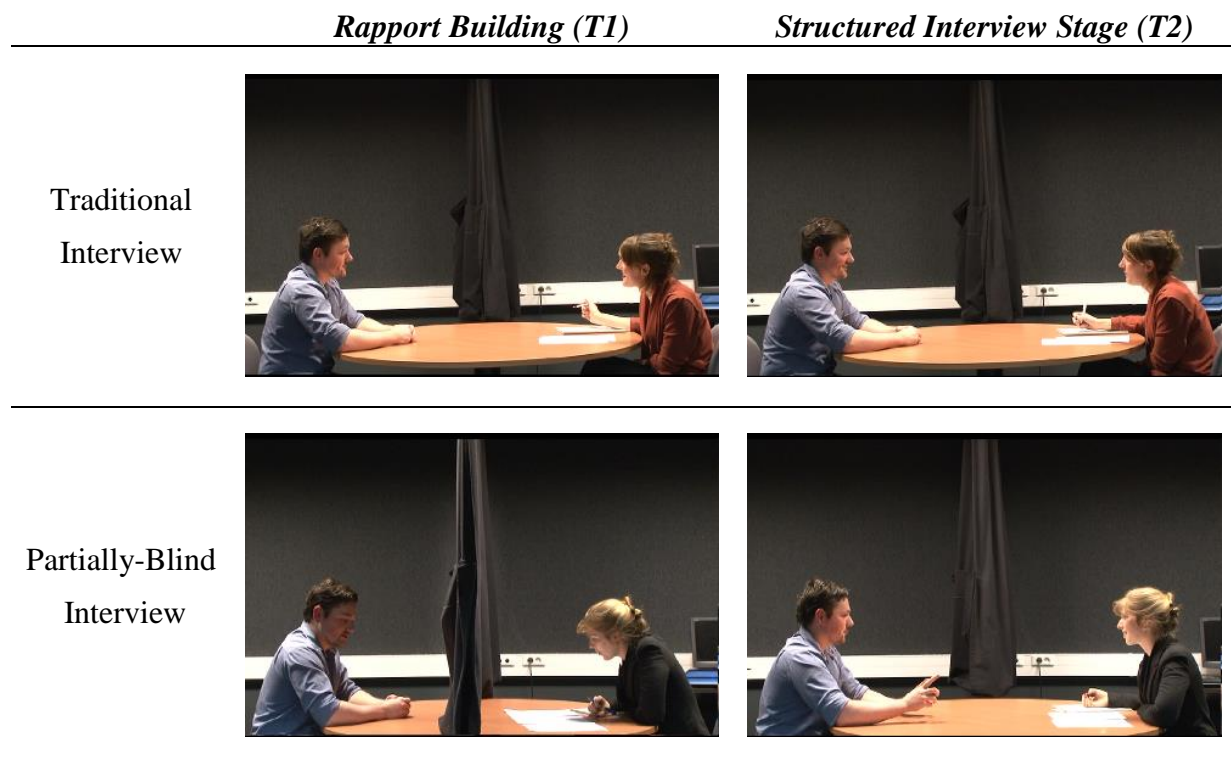 Rapport Building (T1)
Structured Interview Stage (T2)
Traditional
Interview
Partially-Blind
Interview